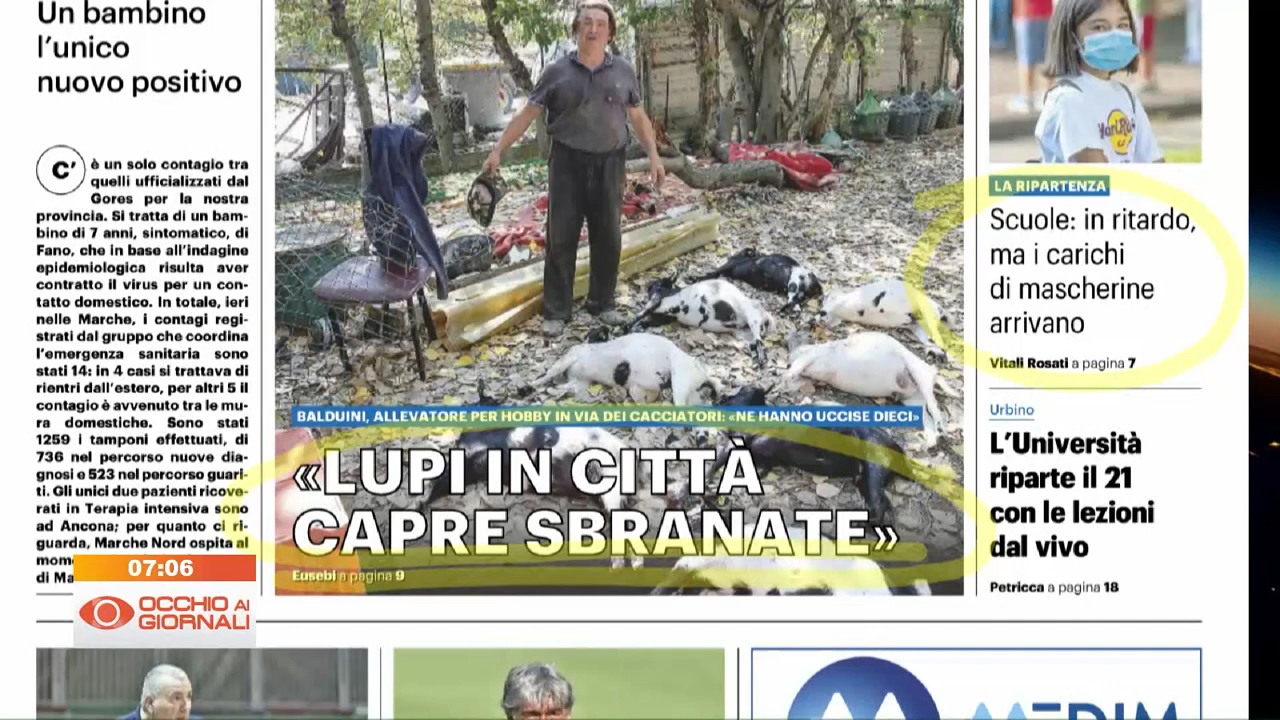 Un bambino
l'unico
nuovo positivo
C'è un solo contagio tra
quelli ufficializzati dal
Gores per la nostra
provincia. Si tratta di un bam-
bino di 7 anni, sintomatico, di
Fano, che in base all'indagine
epidemiologica risulta aver
contratto il virus per un con-
tatto domestico. In totale, ieri
nelle Marche, i contagi regi-
strati dal gruppo che coordina
l'emergenza sanitaria sono
stati 14: in 4 casi si trattava di
rientri dall'estero, per altri 5 il
contagio è avvenuto tra le mu-
ra domestiche. Sono stati
1259 i tamponi effettuati, di
736 nel percorso nuove dia-
gnosi e 523 nel percorso guari-
ti. Gli unici due pazienti ricove-
rati in Terapia intensiva sono
ad Ancona; per quanto ci ri-
guarda, Marche Nord ospita al
BALDUINI, ALLEVATORE PER HOBBY IN VIA DEI CACCIATORI: «NE HANNO UCCISE DIECI»
«LUPI IN CITTÀ
CAPRE SBRANATE»
Eusebi a pagina 9
LA RIPARTENZA
Scuole: in ritardo,
ma i carichi
di mascherine
arrivano
Vitali Rosati a pagina 7
Urbino
L'Università
riparte il 21
con le lezioni
dal vivo
Petricca a pagina 18
07:06
OCCHIO AI
GIORNALI